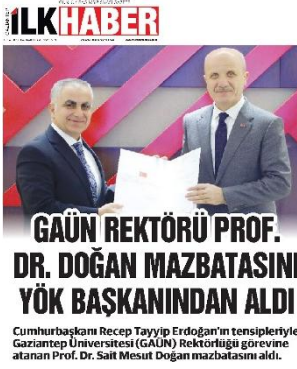 İLKHABER
GAÜN REKTÖRÜ PROF.
DR. DOĞAN MAZBATASINI
YÖK BAŞKANINDAN ALDI
Cumhurbaşkanı Recep Tayyip Erdoğan'ın tensipleriyle
Gaziantep Üniversitesi (GAÜN) Rektörlüğü görevine
atanan Prof. Dr. Sait Mesut Doğan mazbatasını aldı.